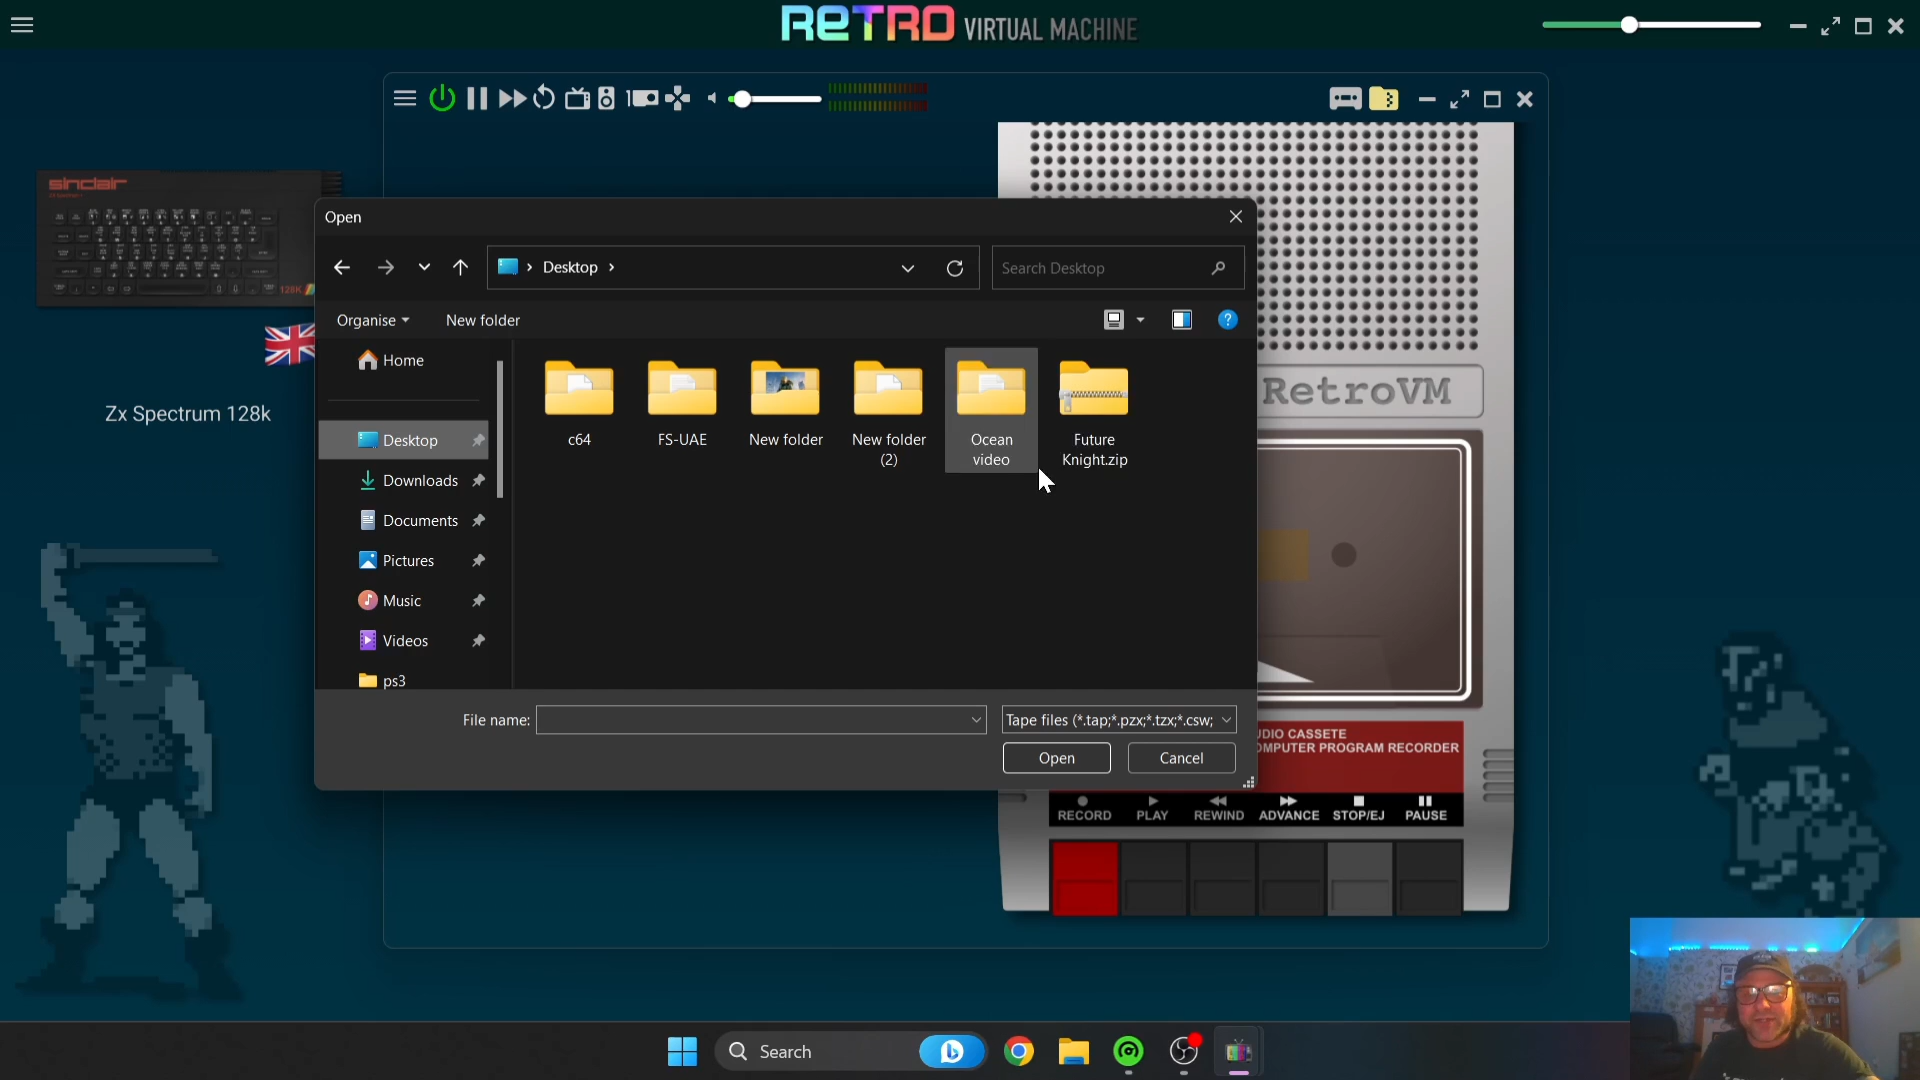 RETRO VIRTUAL MACHINE
sinclair
128K
Zx Spectrum 128k
Open
Desktop
Search Desktop
Organise
New folder
Home
Desktop
Downloads
Documents
Pictures
Music
Videos
ps3
c64
FS-UAE
New folder
New folder
(2)
Ocean
video
Future
Knight.zip
File name:
Tape files (*.tap;*.pzx;*.tzx;*.csw;
Open
Cancel
RetroVM
UDIO CASSETE
OMPUTER PROGRAM RECORDER
RECORD PLAY REWIND ADVANCE STOP/EJ PAUSE
Search